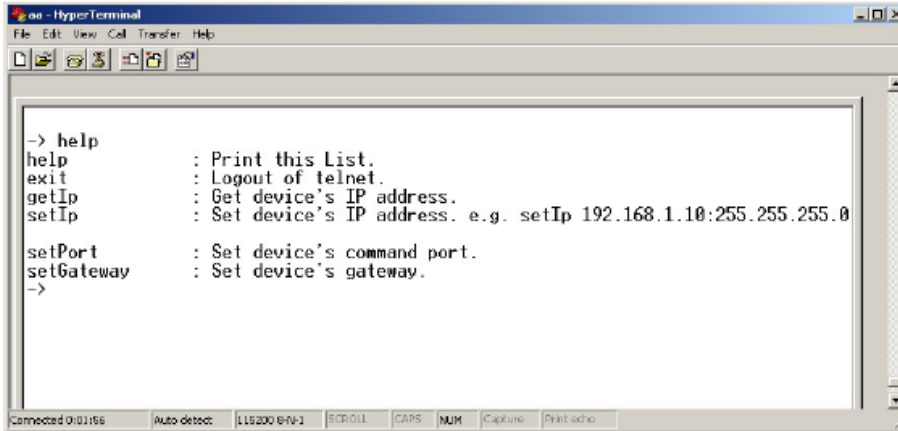 aa - HyperTerminal
File Edit View Call Transfer Help
-> help
help : Print this List.
exit : Logout of telnet.
getIp : Get device's IP address.
setIp : Set device's IP address. e.g. setIp 192.168.1.10:255.255.255.0
setPort : Set device's command port.
setGateway : Set device's gateway.
->
Connected 0:01:56 Auto detect 115200 8-N-1 SCROLL CAPS NUM Capture Print echo